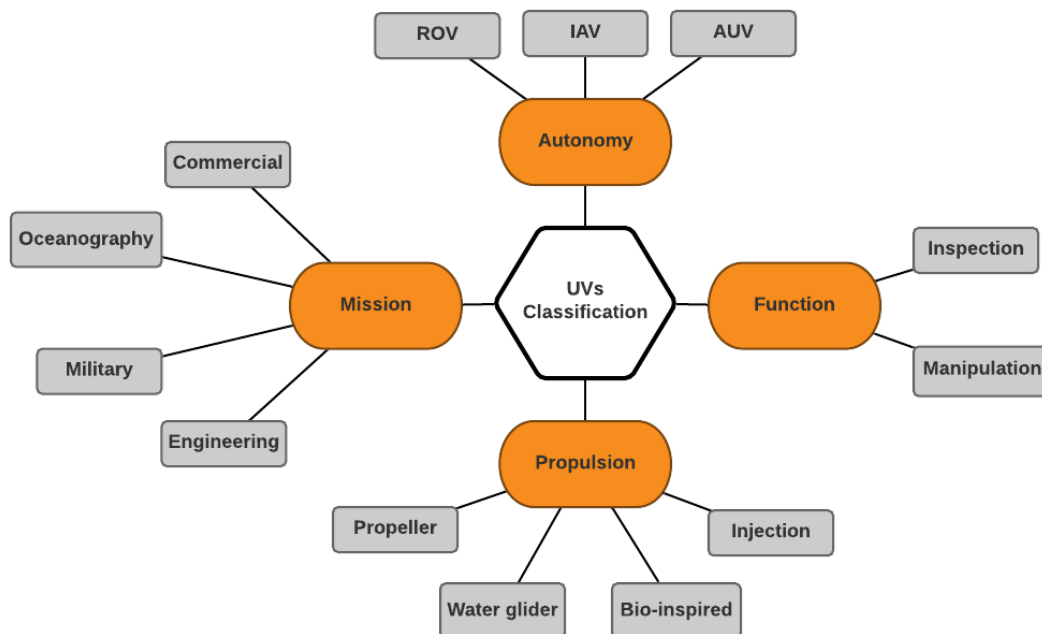 ROV
IAV
AUV
Autonomy
Commercial
Oceanography
Mission
Military
Engineering
UVs
Classification
Function
Inspection
Manipulation
Propulsion
Propeller
Water glider
Bio-inspired
Injection